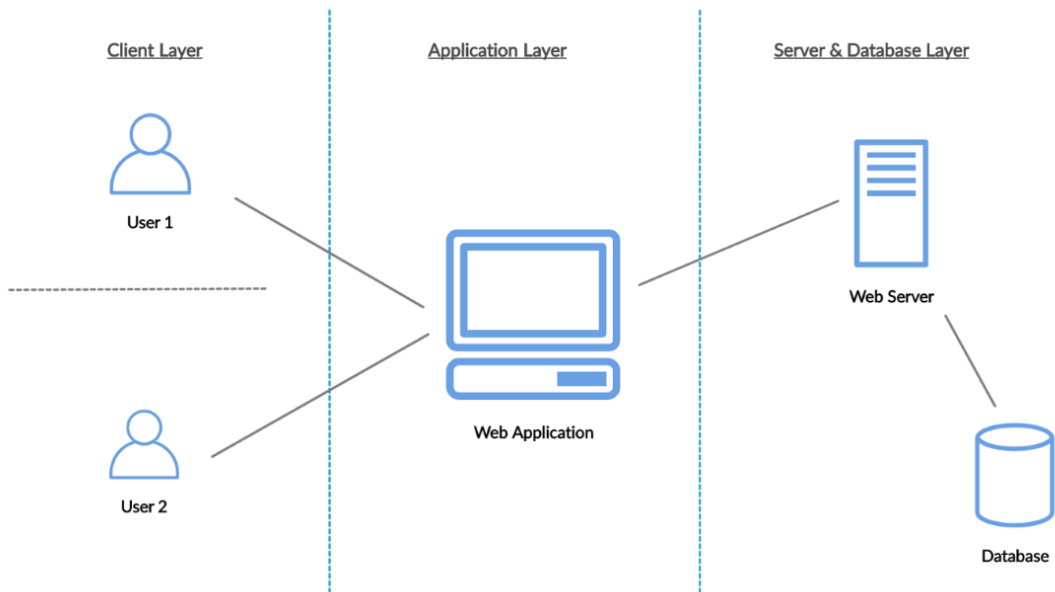 Client Layer
Application Layer
Server & Database Layer
User 1
Web Server
Web Application
User 2
Database